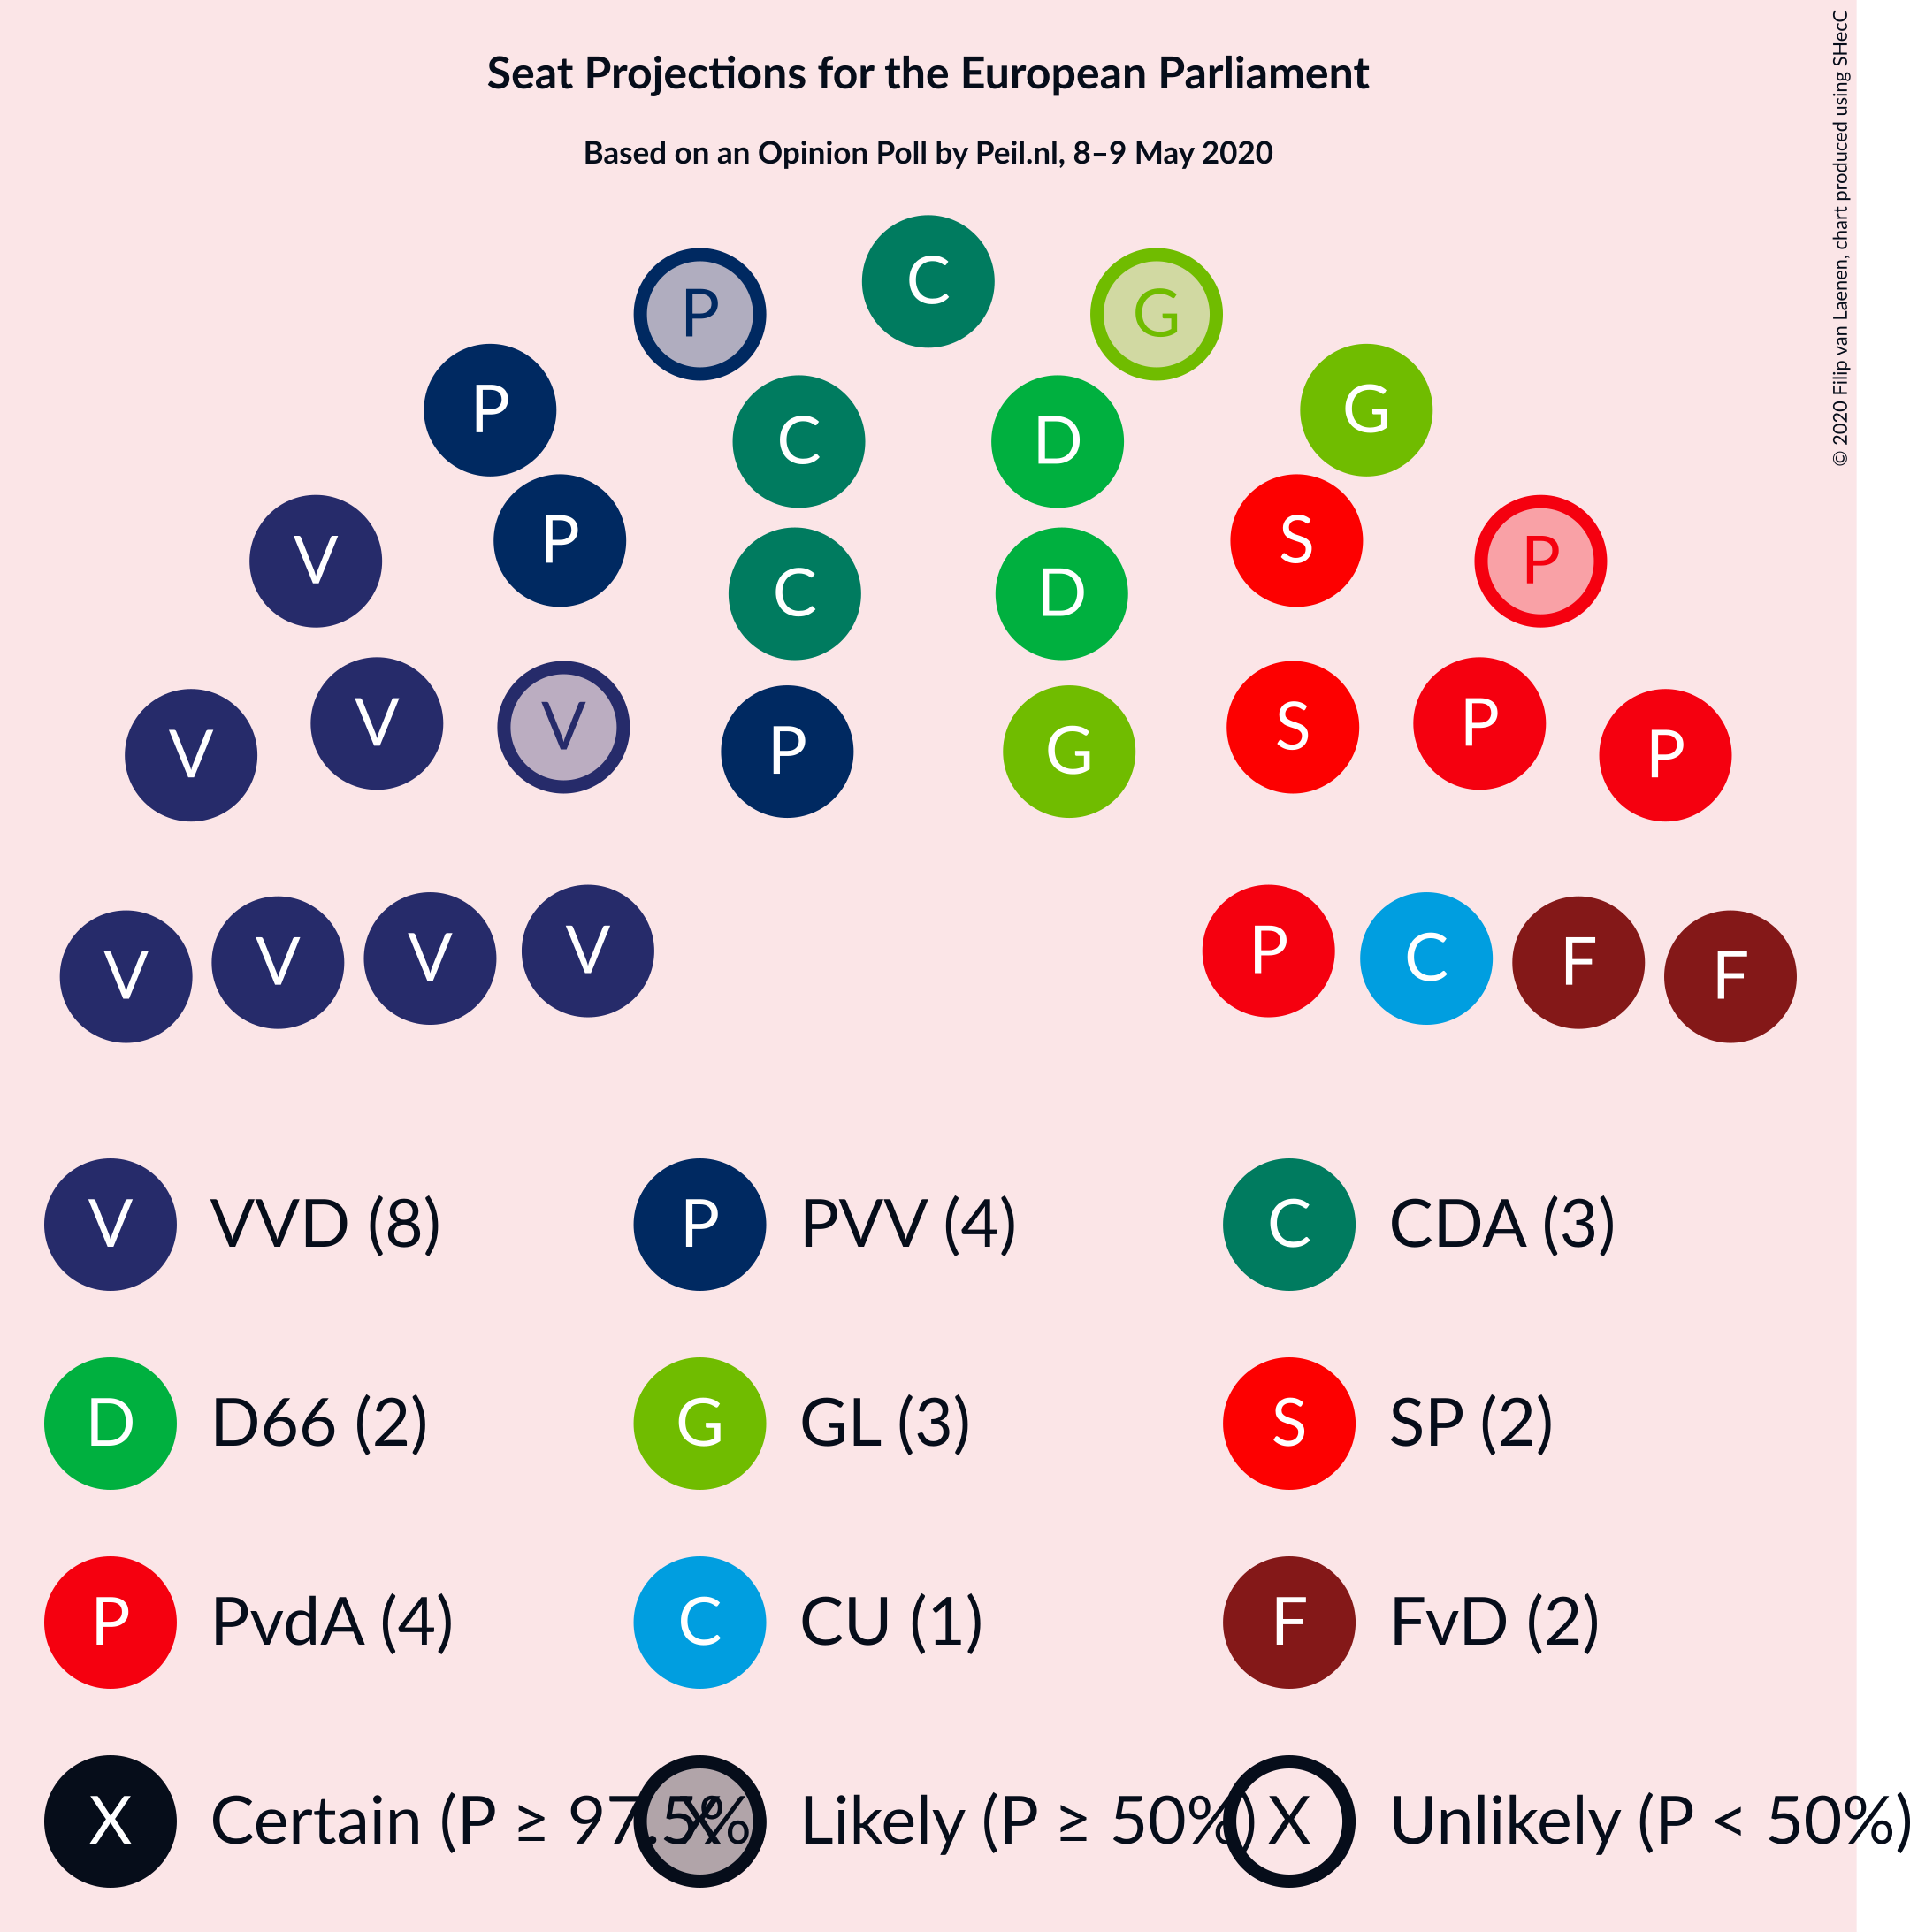 Seat Projections for the European Parliament
Based on an Opinion Poll by Peil.nl, 8–9 May 2020
© 2020 Filip van Laenen, chart produced using SHecC
C
P G
P G
C D
V P S P
C D
V V V P G S P P
V V V V P C F F
V VVD (8) P PVV (4) C CDA (3)
D D66 (2) G GL (3) S SP (2)
P PvdA (4) C CU (1) F FvD (2)
X Certain (P ≥ 97.5%) X Likely (P ≥ 50%) X Unlikely (P < 50%)